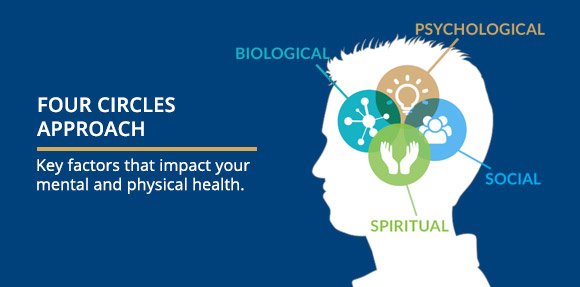 FOUR CIRCLES
APPROACH
Key factors that impact your
mental and physical health.
PSYCHOLOGICAL
BIOLOGICAL
SOCIAL
SPIRITUAL